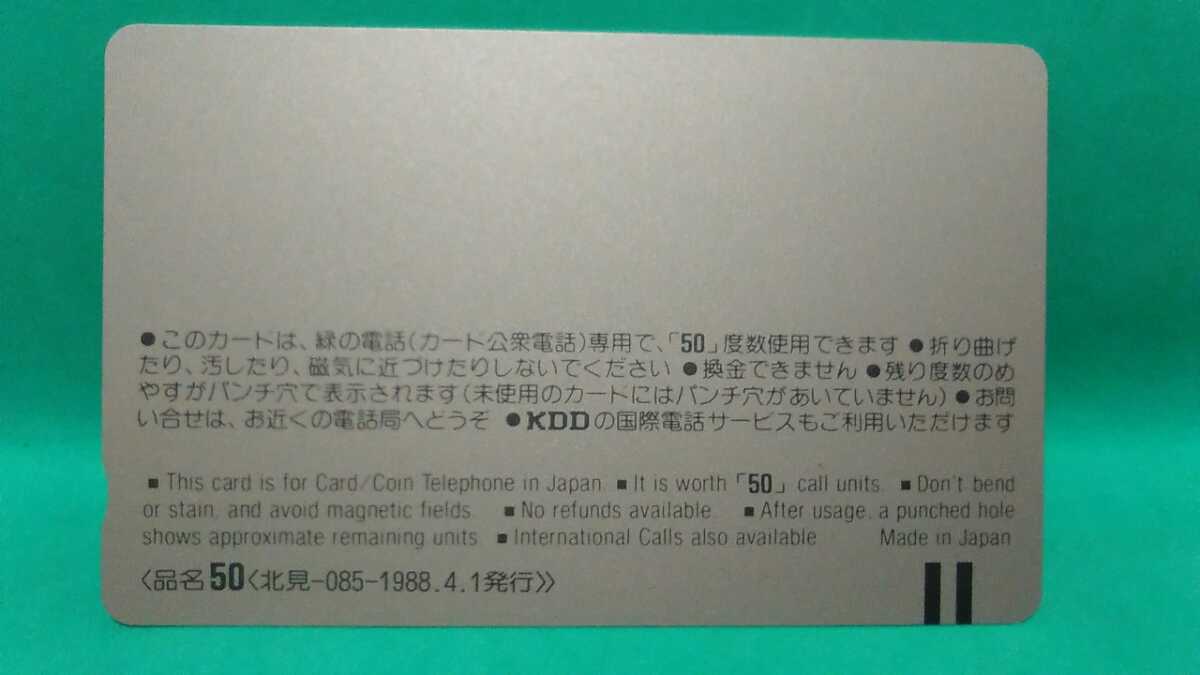 ●このカードは、緑の電話(カード公衆電話)専用で、「50」度数使用できます ●折り曲げ
たり、汚したり、磁気に近づけたりしないでください ●換金できません ●残り度数のめ
やすがパンチ穴で表示されます(未使用のカードにはパンチ穴があいていません) ●お問
い合せは、お近くの電話局へどうぞ ●KDDの国際電話サービスもご利用いただけます
■This card is for Card/Coin Telephone in Japan. ■It is worth「50」call units. ■Don't bend
or stain, and avoid magnetic fields. ■No refunds available. ■After usage, a punched hole
shows approximate remaining units. ■International Calls also available Made in Japan
〈品名50〈北見-085-1988.4.1発行〉〉